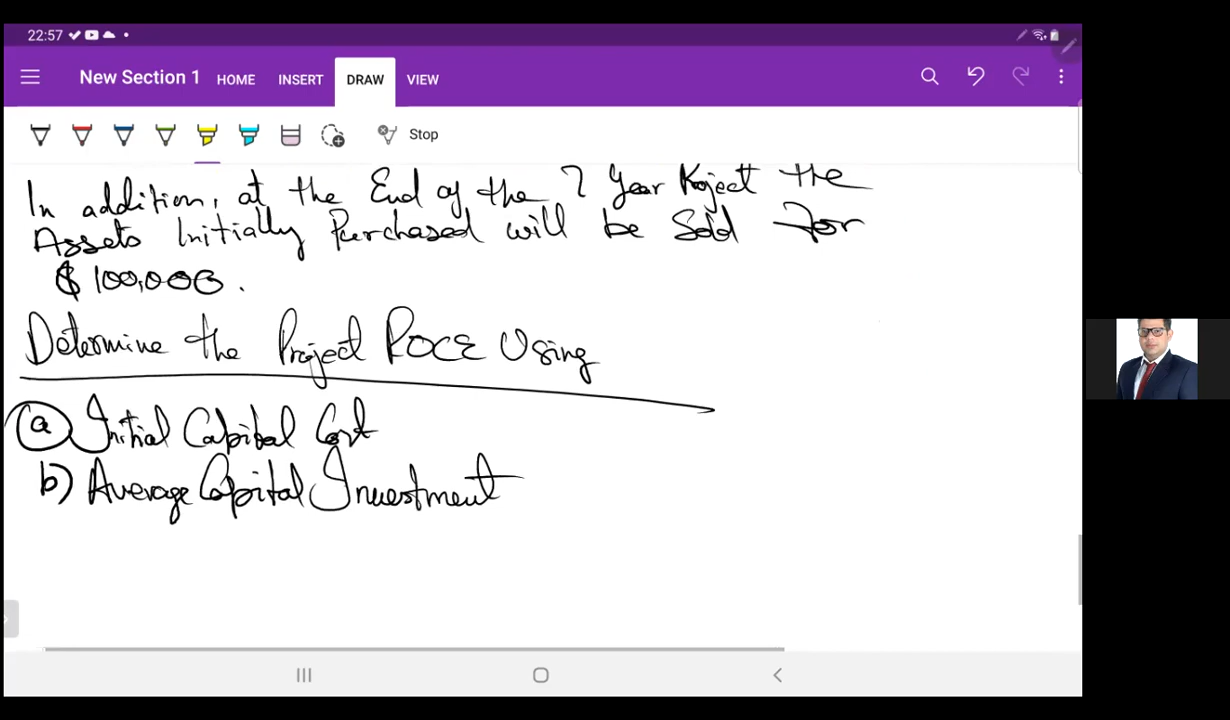 22:57
New Section 1 HOME INSERT DRAW VIEW
Stop
In addition, at the End of the 7 Year Project the
Assets Initially Purchased will be Sold For
$100,000.
Determine the Project ROCE Using
a Initial Capital Cost
b) Average Capital Investment